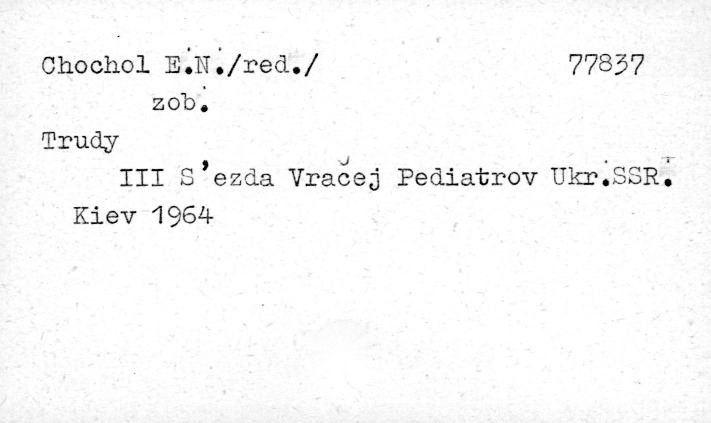 Chochol E.N./red./ 77837
zob.
Trudy
III S'ezda Vračej Pediatrov Ukr.SSR.
Kiev 1964